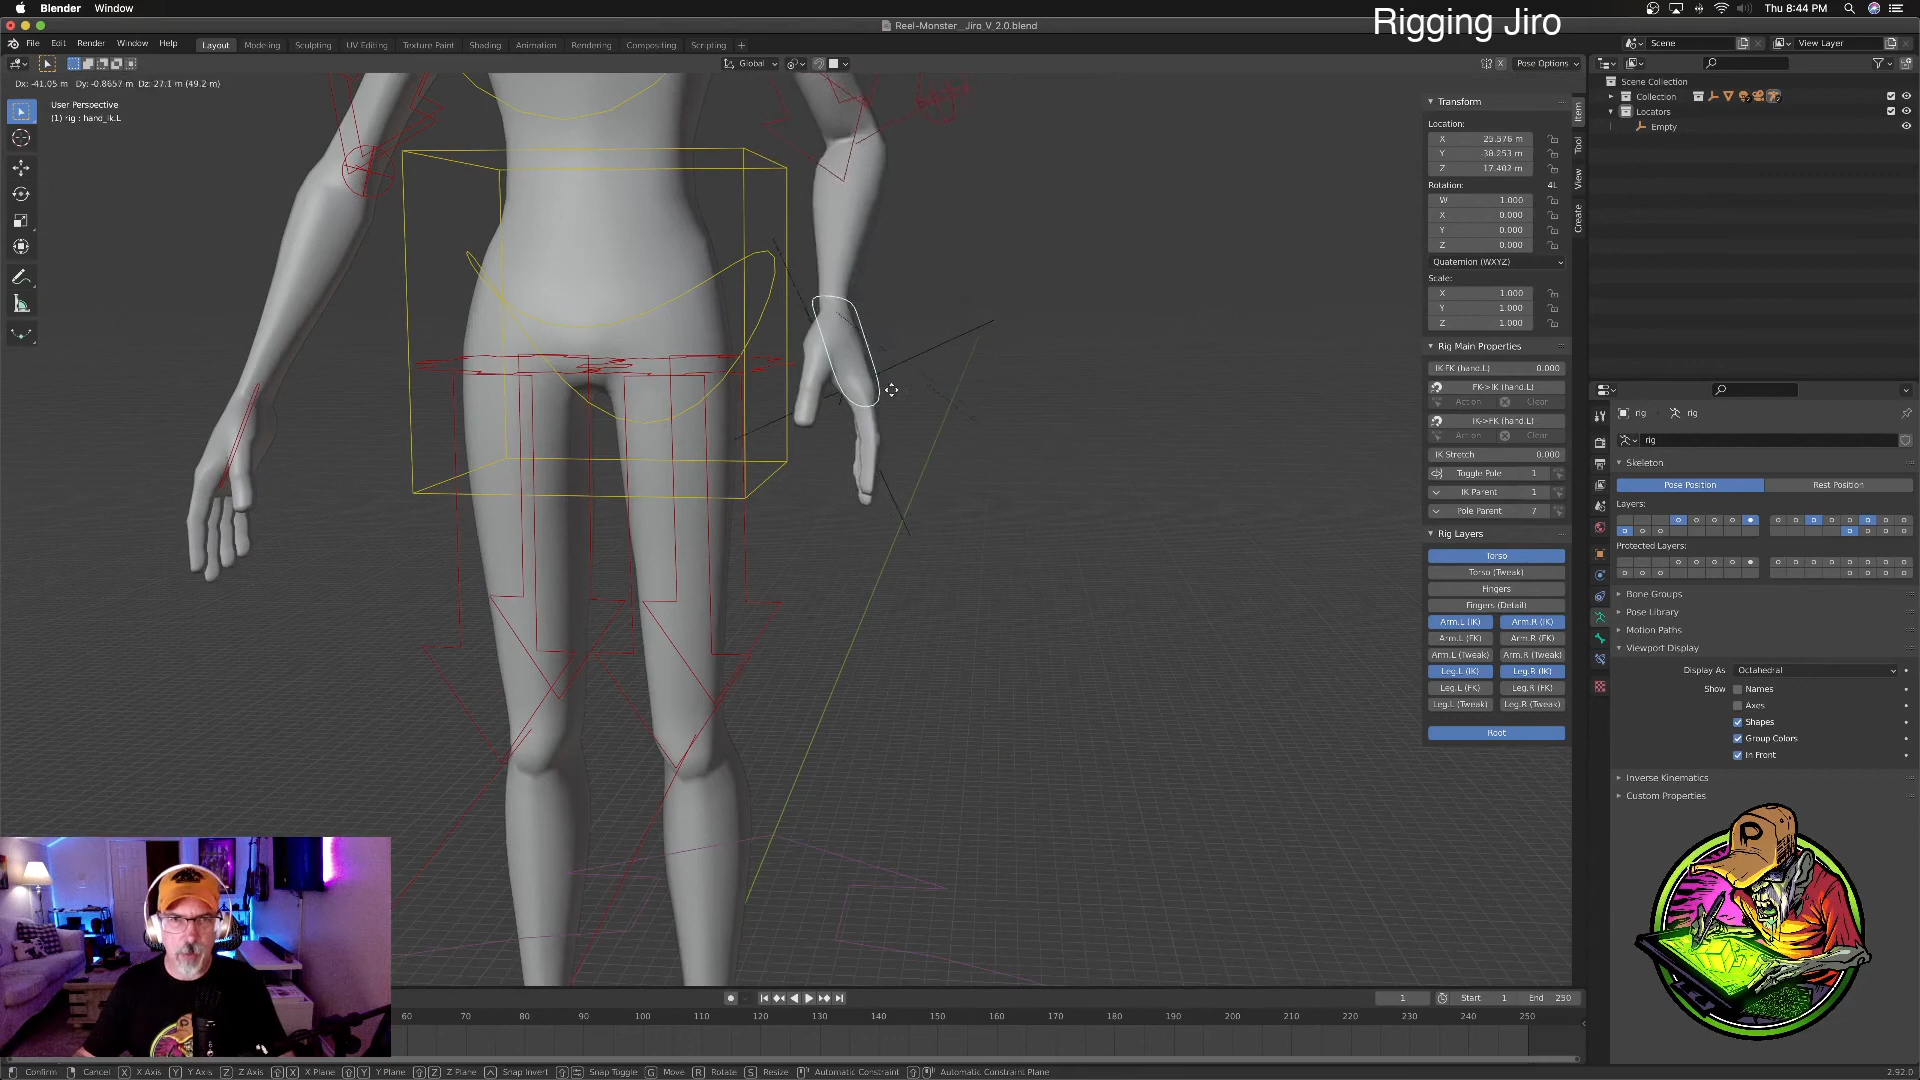 Blender Window
Thu 8:44 PM
Rigging Jiro
Reel-Monster__Jiro_V_2.0.blend
File Edit Render Window Help
Layout Modeling Sculpting UV Editing Texture Paint Shading Animation Rendering Compositing Scripting +
Scene
View Layer
Global
Pose Options
Dx: -41.05 m Dy: -0.8657 m Dz: 27.1 m (49.2 m)
User Perspective
(1) rig : hand_ik.L
Transform
Location:
X 25.576 m
Y -38.253 m
Z 17.402 m
Rotation: 4L
W 1.000
X 0.000
Y 0.000
Z 0.000
Quaternion (WXYZ)
Scale:
X 1.000
Y 1.000
Z 1.000
Rig Main Properties
IK-FK (hand.L) 0.000
FK->IK (hand.L)
Action Clear
IK->FK (hand.L)
Action Clear
IK Stretch 0.000
Toggle Pole 1
IK Parent 1
Pole Parent 7
Rig Layers
Torso
Torso (Tweak)
Fingers
Fingers (Detail)
Arm.L (IK) Arm.R (IK)
Arm.L (FK) Arm.R (FK)
Arm.L (Tweak) Arm.R (Tweak)
Leg.L (IK) Leg.R (IK)
Leg.L (FK) Leg.R (FK)
Leg.L (Tweak) Leg.R (Tweak)
Root
Item
Tool
View
Create
Scene Collection
Collection
Locators
Empty
rig rig
rig
Skeleton
Pose Position Rest Position
Layers:
Protected Layers:
Bone Groups
Pose Library
Motion Paths
Viewport Display
Display As Octahedral
Show Names
Axes
Shapes
Group Colors
In Front
Inverse Kinematics
Custom Properties
1 Start: 1 End 250
60 70 80 90 100 110 120 130 140 150 160 170 180 190 200 210 220 230 240 250
Confirm Cancel X X Axis Y Y Axis Z Z Axis X X Plane Y Y Plane Z Z Plane Snap Invert Snap Toggle G Move R Rotate S Resize Automatic Constraint Automatic Constraint Plane
2.92.0